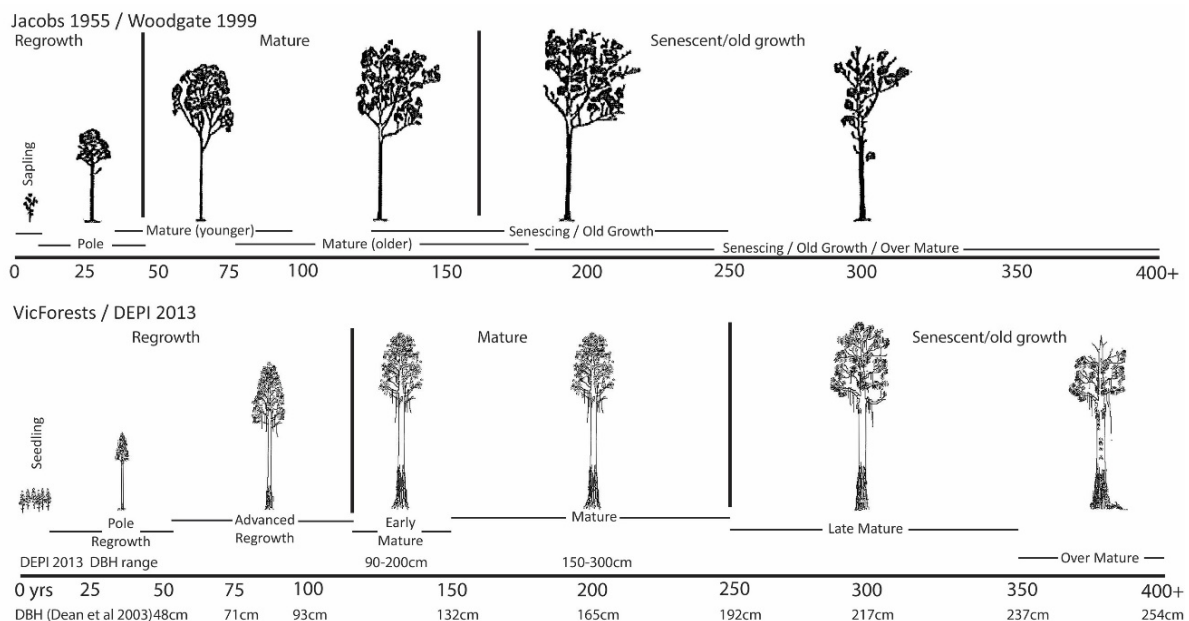 Jacobs 1955 / Woodgate 1999
Regrowth Mature Senescent/old growth
Sapling
Mature (younger) Senescing / Old Growth
Pole Mature (older) Senescing / Old Growth / Over Mature
0 25 50 75 100 150 200 250 300 350 400+
VicForests / DEPI 2013
Regrowth Mature Senescent/old growth
Seedling
Pole Regrowth
Advanced Regrowth
Early Mature
Mature
Late Mature
Over Mature
DEPI 2013 DBH range 90-200cm 150-300cm
0 yrs 25 50 75 100 150 200 250 300 350 400+
DBH (Dean et al 2003) 48cm 71cm 93cm 132cm 165cm 192cm 217cm 237cm 254cm